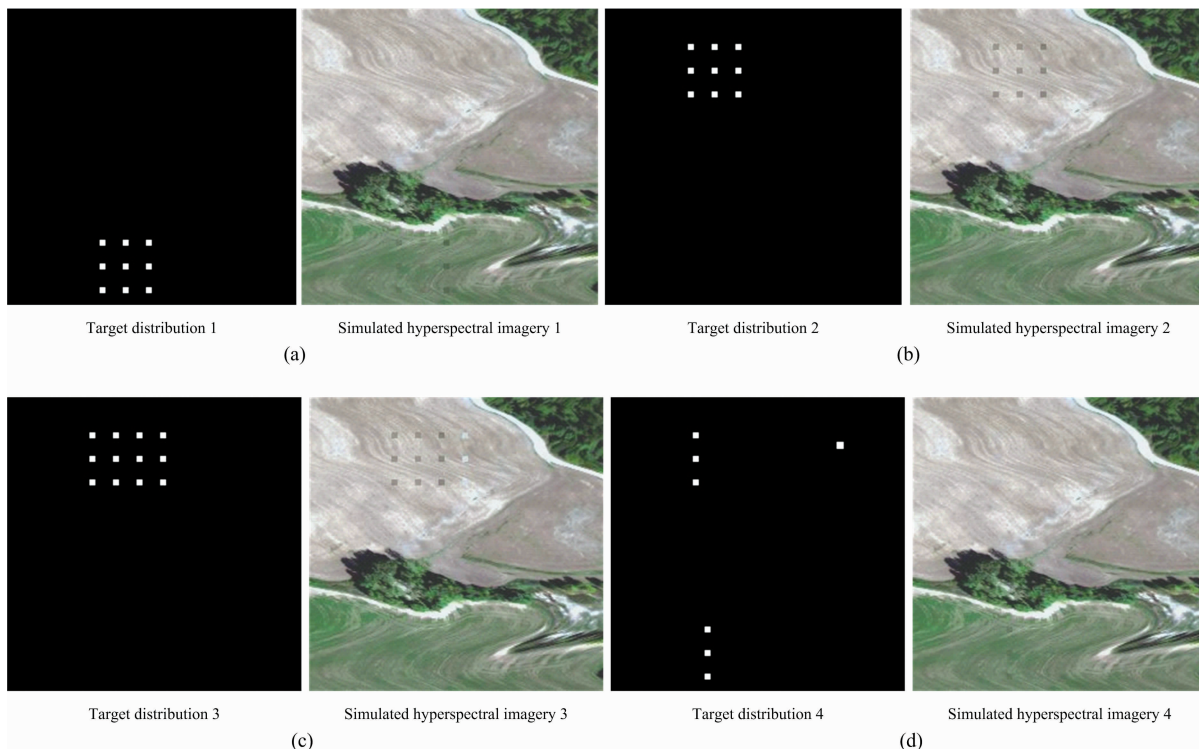 Target distribution 1
Simulated hyperspectral imagery 1
Target distribution 2
Simulated hyperspectral imagery 2
(a)
(b)
Target distribution 3
Simulated hyperspectral imagery 3
Target distribution 4
Simulated hyperspectral imagery 4
(c)
(d)